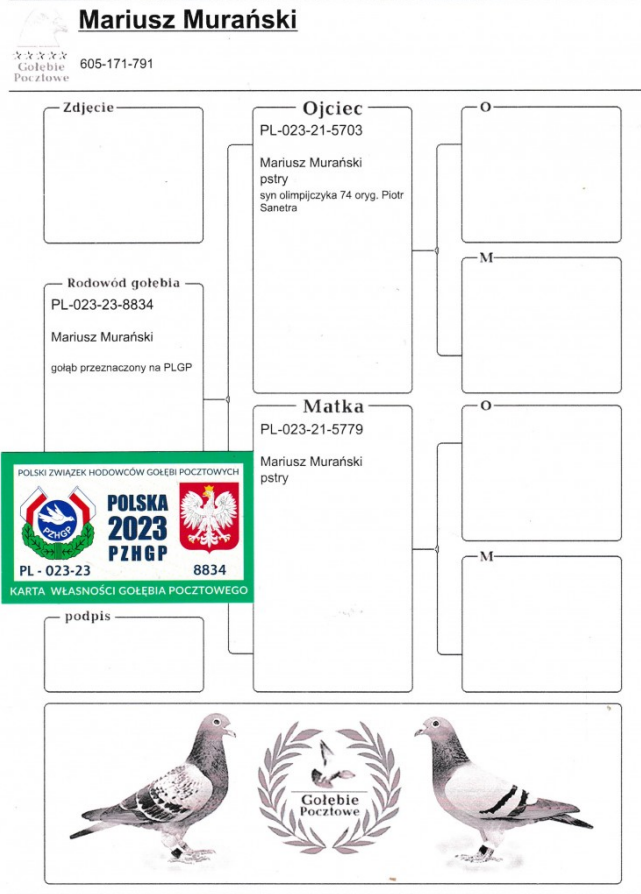 Mariusz Murański
Gołębie
Pocztowe
605-171-791
Zdjęcie
Rodowód gołębia
PL-023-23-8834
Mariusz Murański
gołąb przeznaczony na PLGP
POLSKI ZWIĄZEK HODOWCÓW GOŁĘBI POCZTOWYCH
PZHGP
POLSKA
2023
PZHGP
PL - 023-23
8834
KARTA WŁASNOŚCI GOŁĘBIA POCZTOWEGO
podpis
Ojciec
PL-023-21-5703
Mariusz Murański
pstry
syn olimpijczyka 74 oryg. Piotr
Sanetra
Matka
PL-023-21-5779
Mariusz Murański
pstry
O
M
O
M
Gołębie
Pocztowe